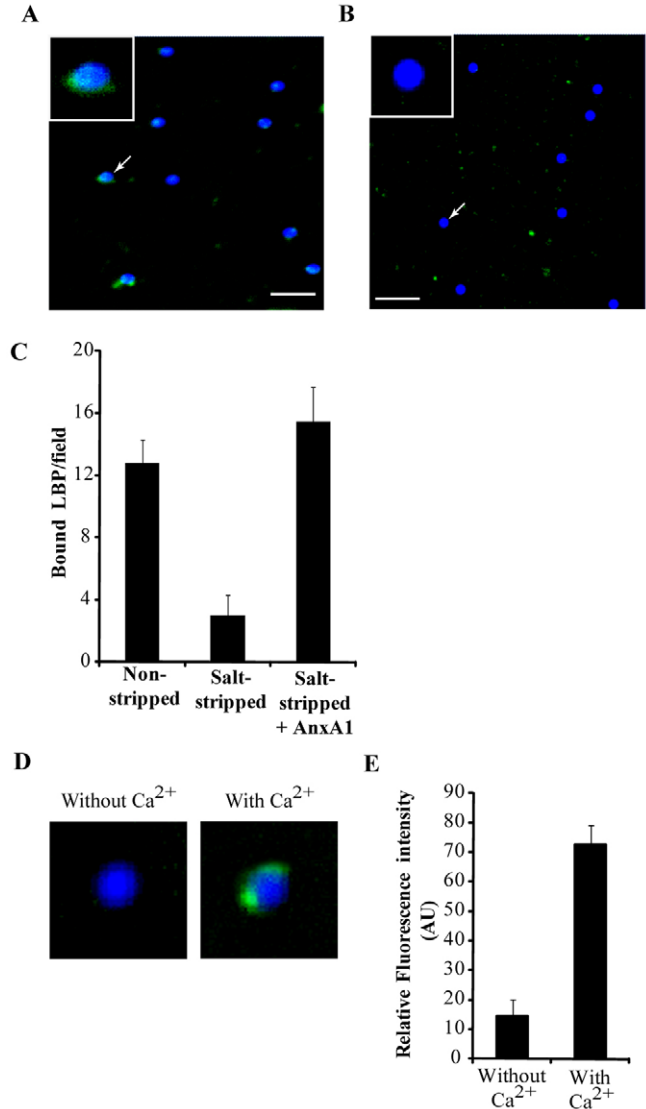 A
B
C
Bound LBP/field
20
16
12
8
4
0
Non-
stripped
Salt-
stripped
Salt-
stripped
+ AnxA1
D
Without Ca2+
With Ca2+
E
Relative Fluorescence intensity
(AU)
90
80
70
60
50
40
30
20
10
0
Without
Ca2+
With
Ca2+